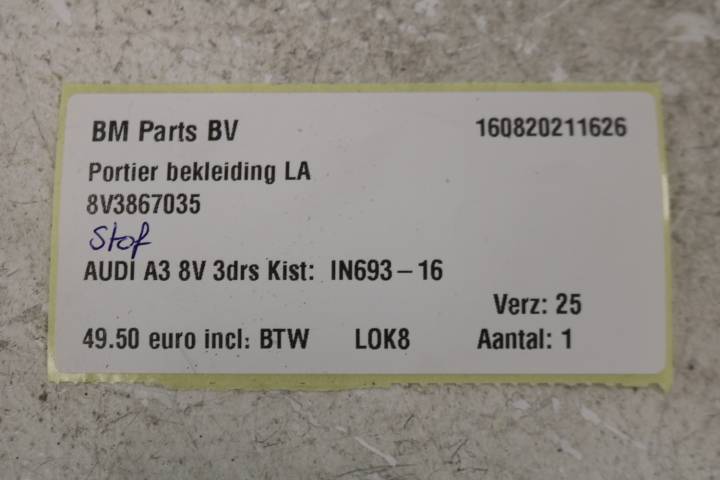 BM Parts BV 160820211626
Portier bekleiding LA
8V3867035
Stof
AUDI A3 8V 3drs Kist: IN693-16
Verz: 25
49.50 euro incl: BTW LOK8 Aantal: 1